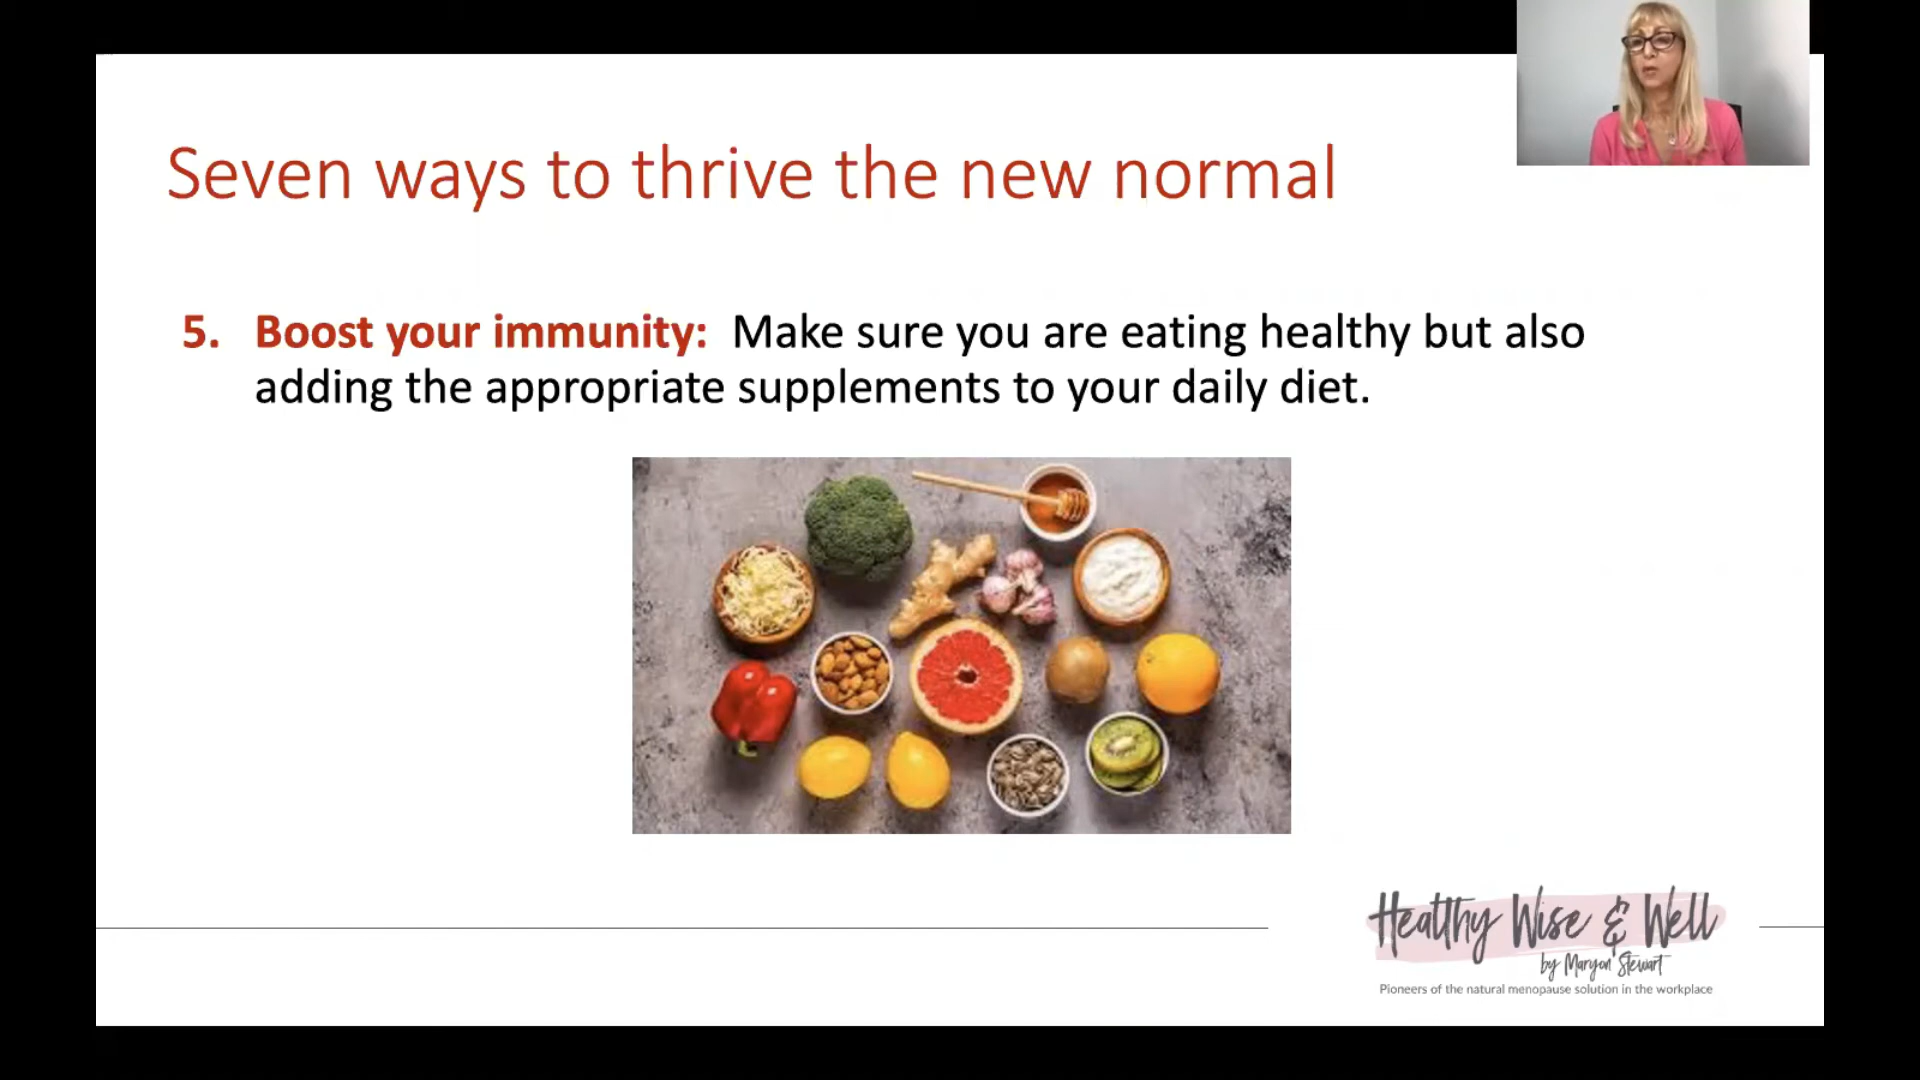 Seven ways to thrive the new normal
5. Boost your immunity: Make sure you are eating healthy but also
adding the appropriate supplements to your daily diet.
Healthy Wise & Well
by Maryon Stewart
Pioneers of the natural menopause solution in the workplace